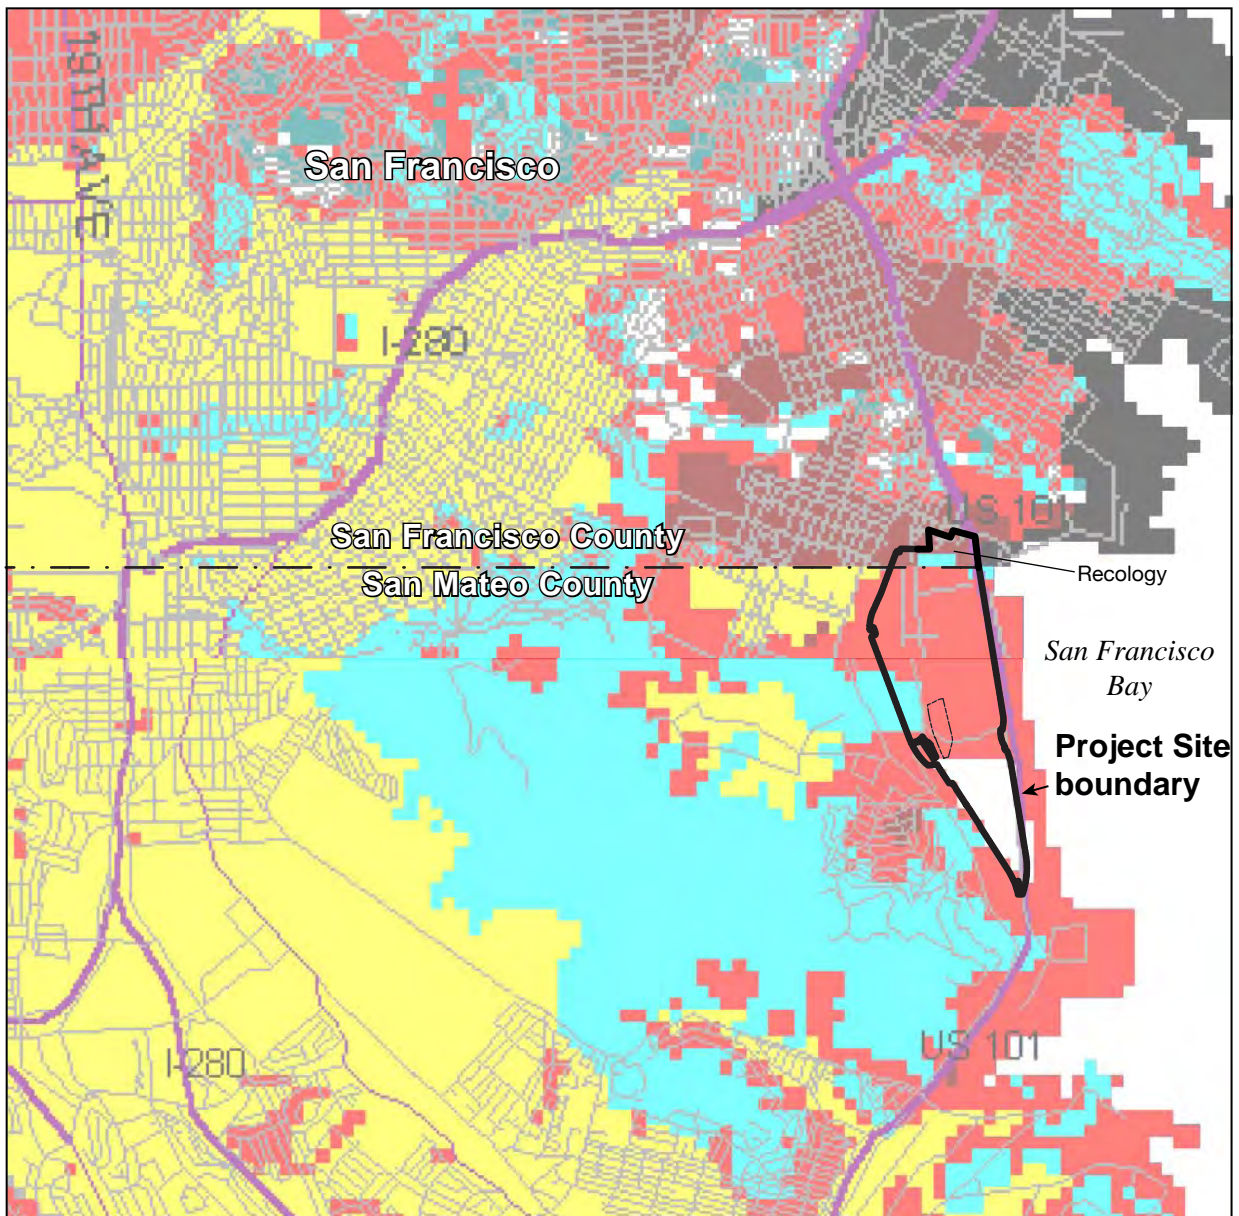 19TH AVE
San Francisco
I-280
US 101
San Francisco County
San Mateo County
Recology
San Francisco
Bay
Project Site
boundary
US 101
I-280